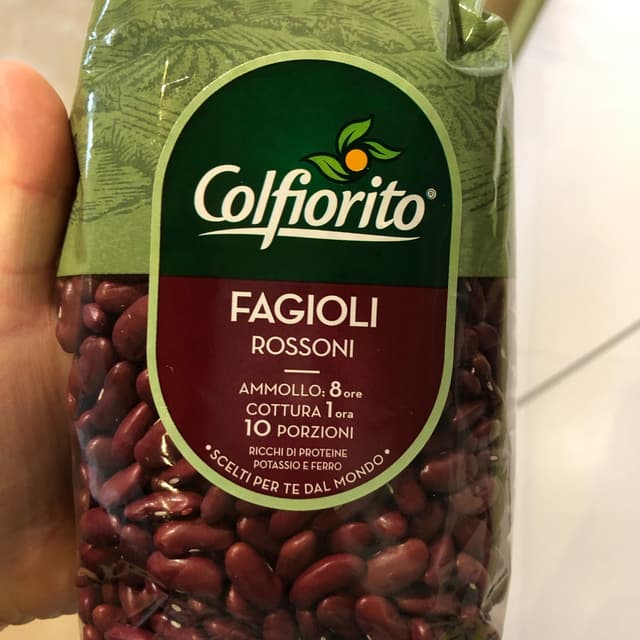 Colfiorito®
FAGIOLI
ROSSONI
AMMOLLO: 8 ore
COTTURA 1 ora
10 PORZIONI
RICCHI DI PROTEINE
POTASSIO E FERRO
• SCELTI PER TE DAL MONDO •